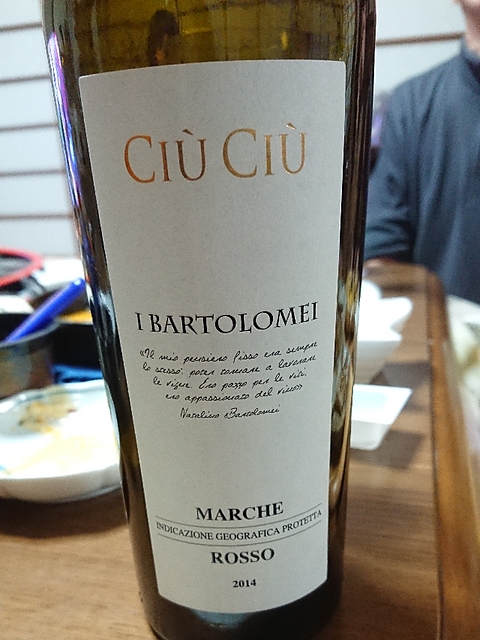 CIÙ CIÙ
I BARTOLOMEI
«Il mio pensiero fisso era sempre
lo stesso: poter tornare a lavorare
le vigne. Ero pazzo per le viti,
ero appassionato del vino»
Natalino Bartolomei
MARCHE
INDICAZIONE GEOGRAFICA PROTETTA
ROSSO
2014